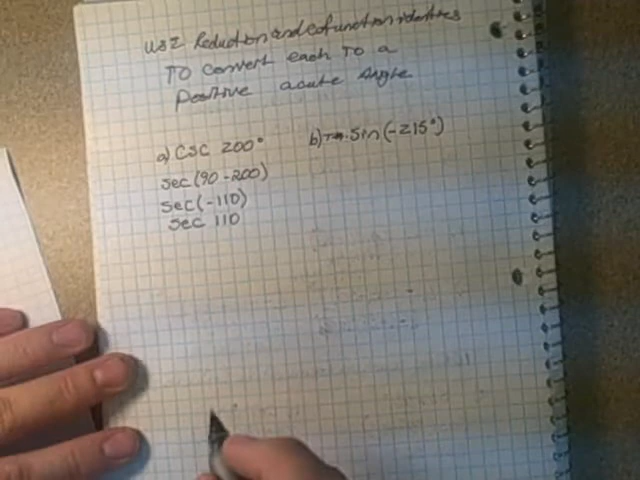 USE Reduction and cofunction identities
TO convert each To a
Positive acute Angle
a) CSC 200° b) Sin(-215°)
sec(90-200)
sec(-110)
sec 110